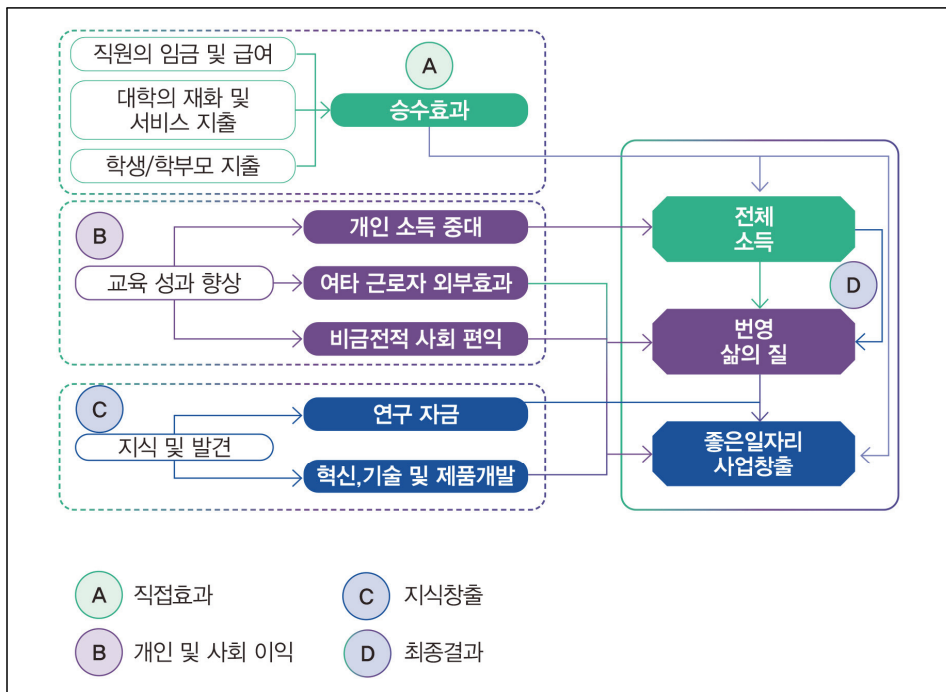 직원의 임금 및 급여
대학의 재화 및
서비스 지출
학생/학부모 지출
A
승수효과
B
교육 성과 향상
개인 소득 중대
여타 근로자 외부효과
비금전적 사회 편익
C
지식 및 발견
연구 자금
혁신,기술 및 제품개발
전체
소득
D
번영
삶의 질
좋은일자리
사업창출
A 직접효과
B 개인 및 사회 이익
C 지식창출
D 최종결과